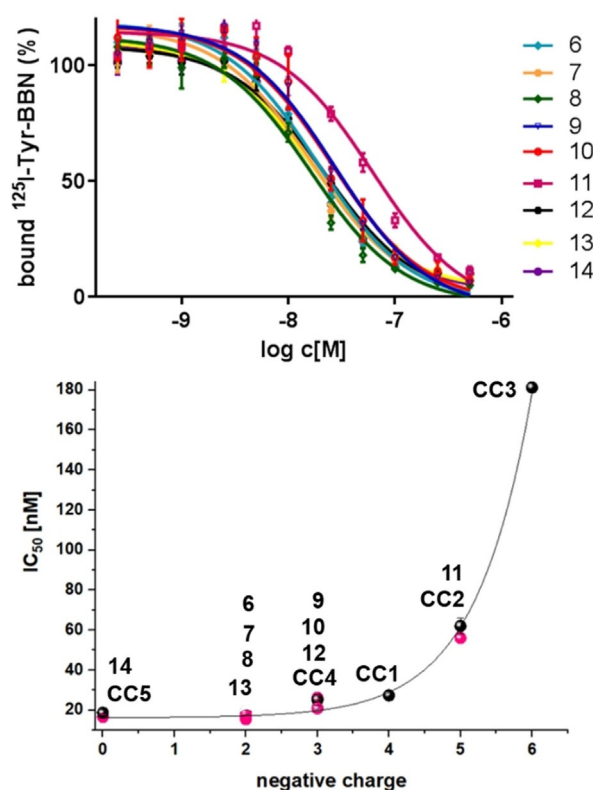 100
50
0
bound ¹²⁵I-Tyr-BBN (%)
-9 -8 -7 -6
log c[M]
6
7
8
9
10
11
12
13
14
180
160
140
120
100
80
60
40
20
IC₅₀ [nM]
CC3
11
CC2
6 9
7 10
8 12
14 13 CC4 CC1
CC5
0 1 2 3 4 5 6
negative charge